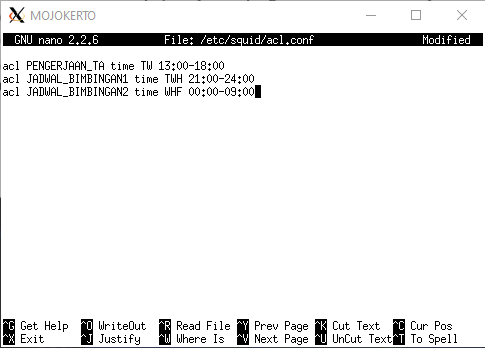 MOJOKERTO
GNU nano 2.2.6 File: /etc/squid/acl.conf Modified
acl PENGERJAAN_TA time TW 13:00-18:00
acl JADWAL_BIMBINGAN1 time TWH 21:00-24:00
acl JADWAL_BIMBINGAN2 time WHF 00:00-09:00
^G Get Help ^O WriteOut ^R Read File ^Y Prev Page ^K Cut Text ^C Cur Pos
^X Exit ^J Justify ^W Where Is ^V Next Page ^U UnCut Text ^T To Spell